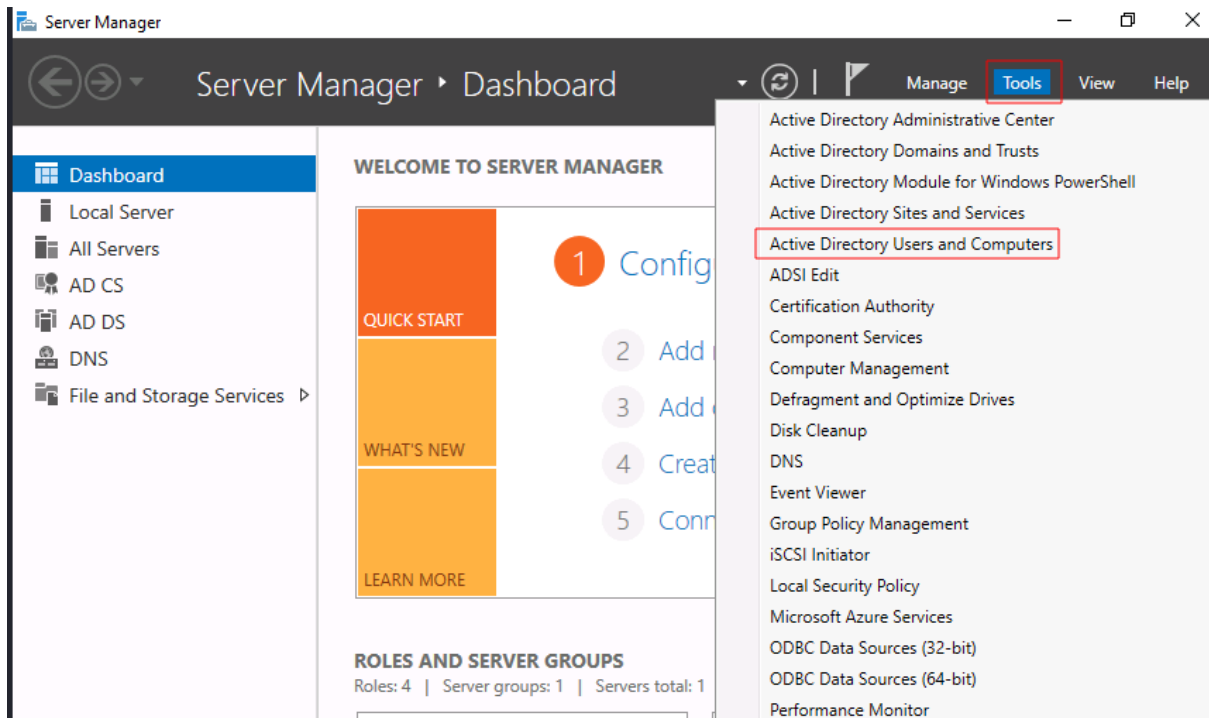 Server Manager
Server Manager ‣ Dashboard
Manage Tools View Help
Dashboard
Local Server
All Servers
AD CS
AD DS
DNS
File and Storage Services
WELCOME TO SERVER MANAGER
QUICK START
WHAT'S NEW
LEARN MORE
1 Config
2 Add
3 Add
4 Creat
5 Conn
ROLES AND SERVER GROUPS
Roles: 4 | Server groups: 1 | Servers total: 1
Active Directory Administrative Center
Active Directory Domains and Trusts
Active Directory Module for Windows PowerShell
Active Directory Sites and Services
Active Directory Users and Computers
ADSI Edit
Certification Authority
Component Services
Computer Management
Defragment and Optimize Drives
Disk Cleanup
DNS
Event Viewer
Group Policy Management
iSCSI Initiator
Local Security Policy
Microsoft Azure Services
ODBC Data Sources (32-bit)
ODBC Data Sources (64-bit)
Performance Monitor